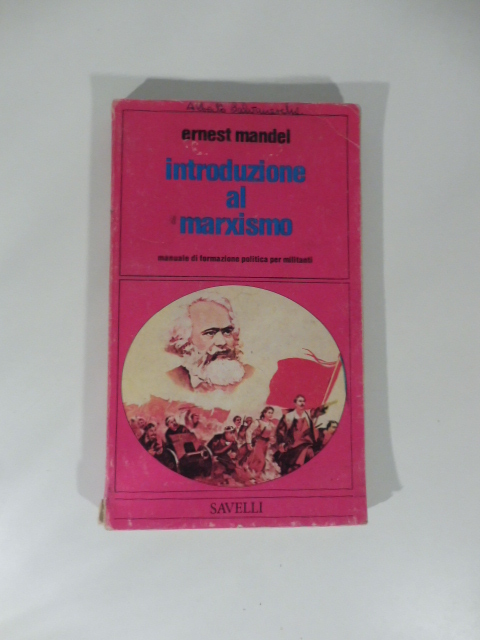 ernest mandel
introduzione
al
marxismo
manuale di formazione politica per militanti
SAVELLI